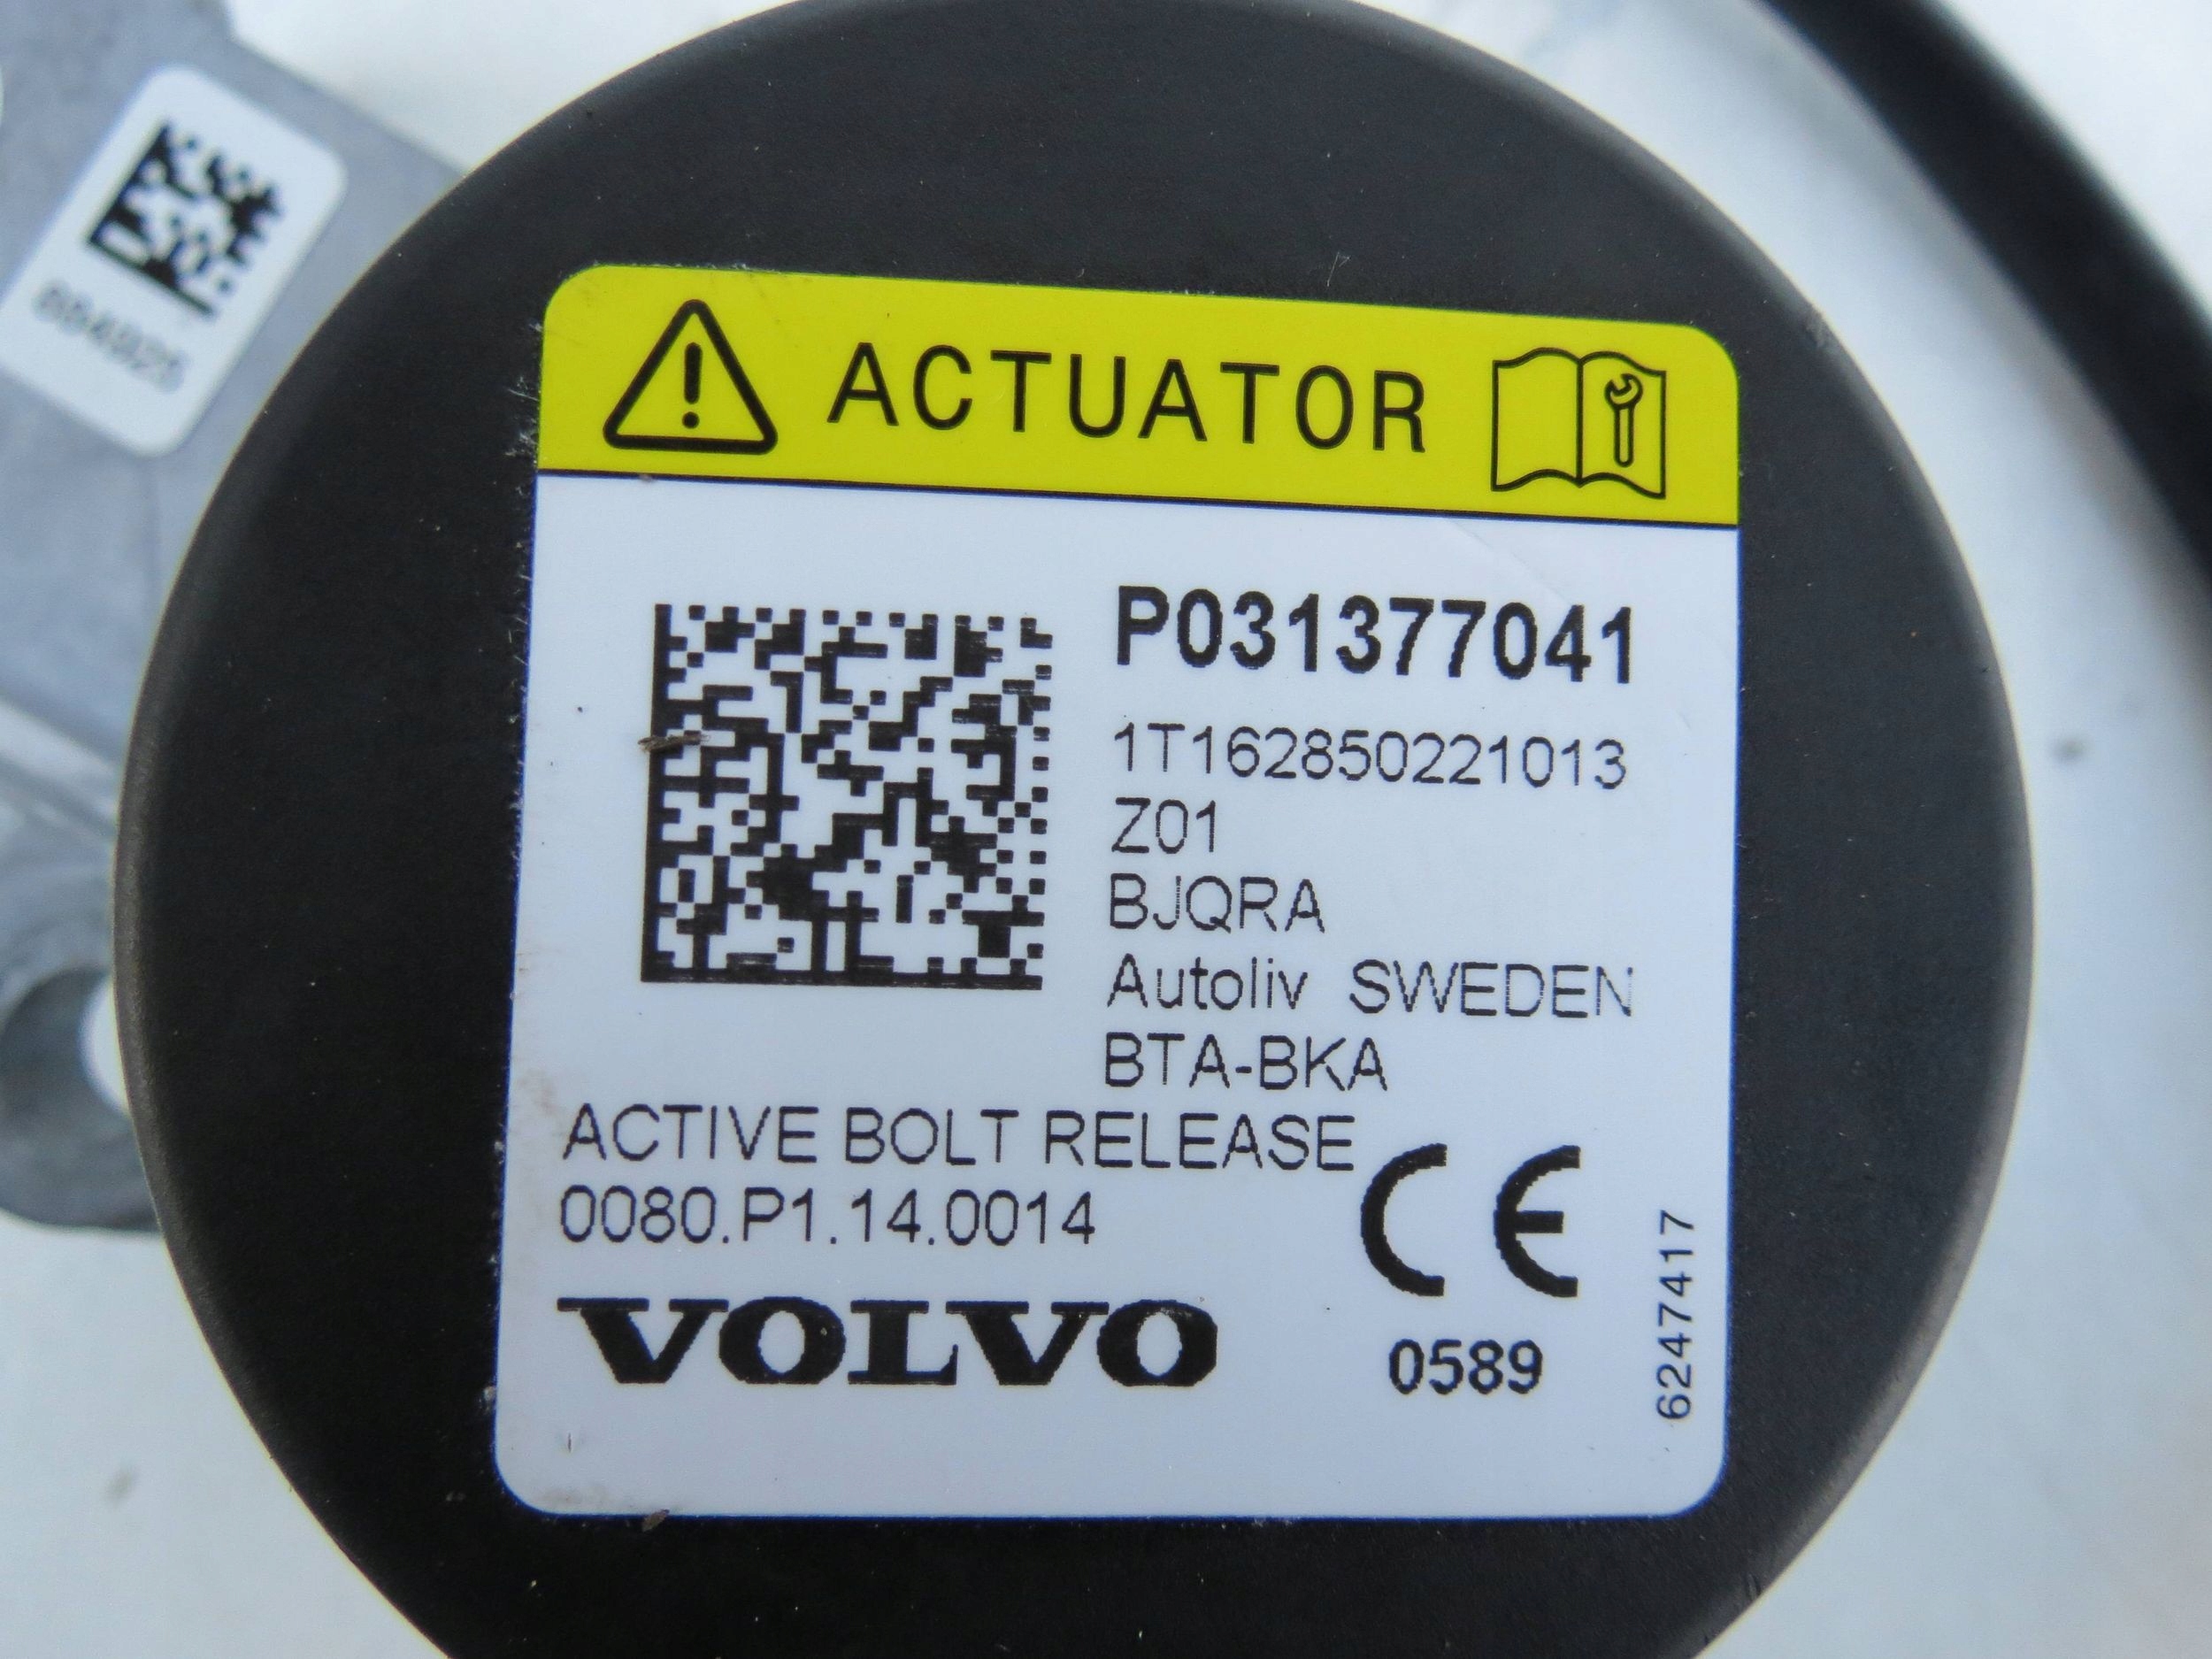 ACTUATOR
P031377041
1T162850221013
Z01
BJQRA
Autoliv SWEDEN
BTA-BKA
ACTIVE BOLT RELEASE
0080.P1.14.0014
VOLVO
CE
0589
6247417